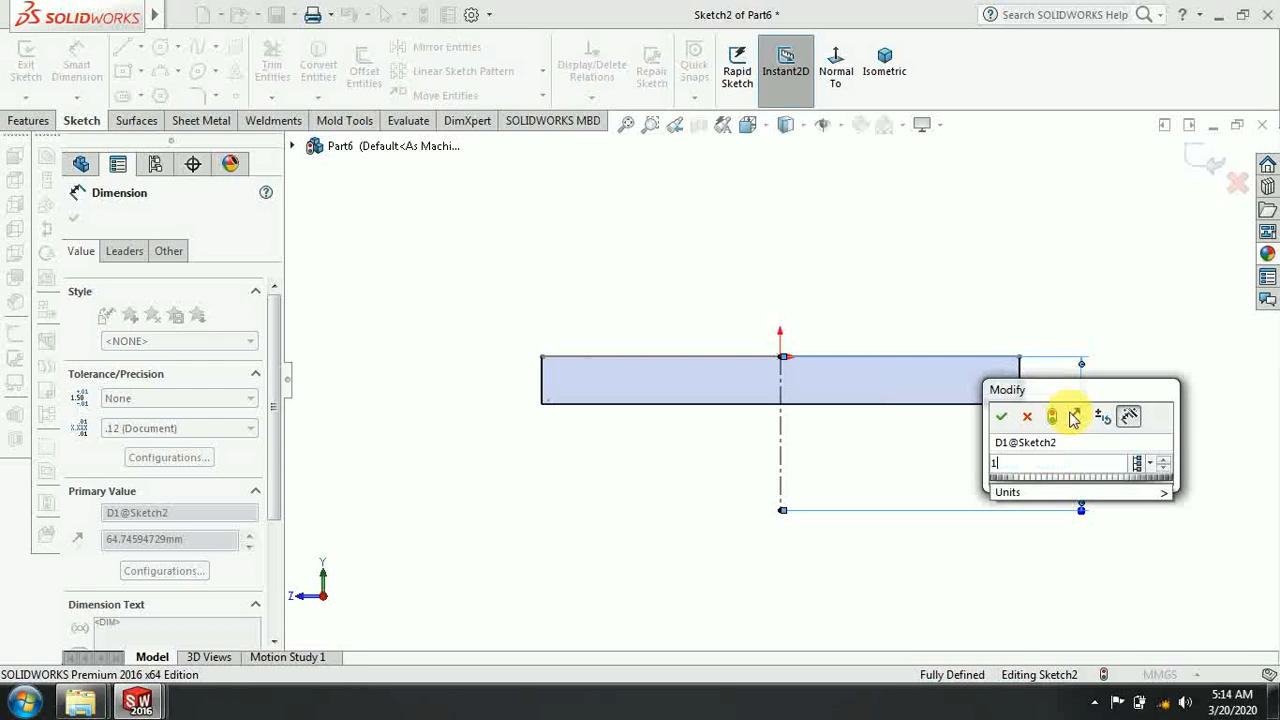 SOLIDWORKS
Sketch2 of Part6 *
Search SOLIDWORKS Help
?
Exit Sketch
Smart Dimension
Trim Entities
Convert Entities
Offset Entities
Mirror Entities
Linear Sketch Pattern
Move Entities
Display/Delete Relations
Repair Sketch
Quick Snaps
Rapid Sketch
Instant2D
Normal To
Isometric
Features
Sketch
Surfaces
Sheet Metal
Weldments
Mold Tools
Evaluate
DimXpert
SOLIDWORKS MBD
Part6 (Default<As Machi...
Dimension
Value
Leaders
Other
Style
<NONE>
Tolerance/Precision
None
.12 (Document)
Configurations...
Primary Value
D1@Sketch2
64.74594729mm
Configurations...
Dimension Text
<DIM>
Modify
D1@Sketch2
1
Units >
Y
Z
Model
3D Views
Motion Study 1
SOLIDWORKS Premium 2016 x64 Edition
Fully Defined
Editing Sketch2
MMGS
SW
2016
5:14 AM
3/20/2020